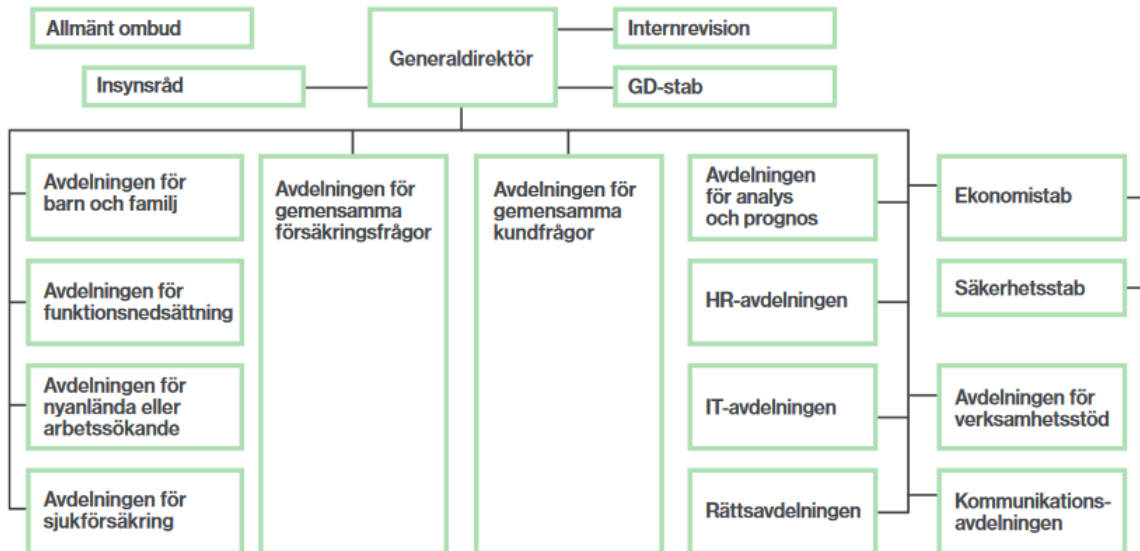 Allmänt ombud
Insynsråd
Generaldirektör
Internrevision
GD-stab
Avdelningen för
barn och familj
Avdelningen för
funktionsnedsättning
Avdelningen för
nyanlända eller
arbetssökande
Avdelningen för
sjukförsäkring
Avdelningen för
gemensamma
försäkringsfrågor
Avdelningen för
gemensamma
kundfrågor
Avdelningen
för analys
och prognos
HR-avdelningen
IT-avdelningen
Rättsavdelningen
Ekonomistab
Säkerhetsstab
Avdelningen för
verksamhetsstöd
Kommunikations-
avdelningen